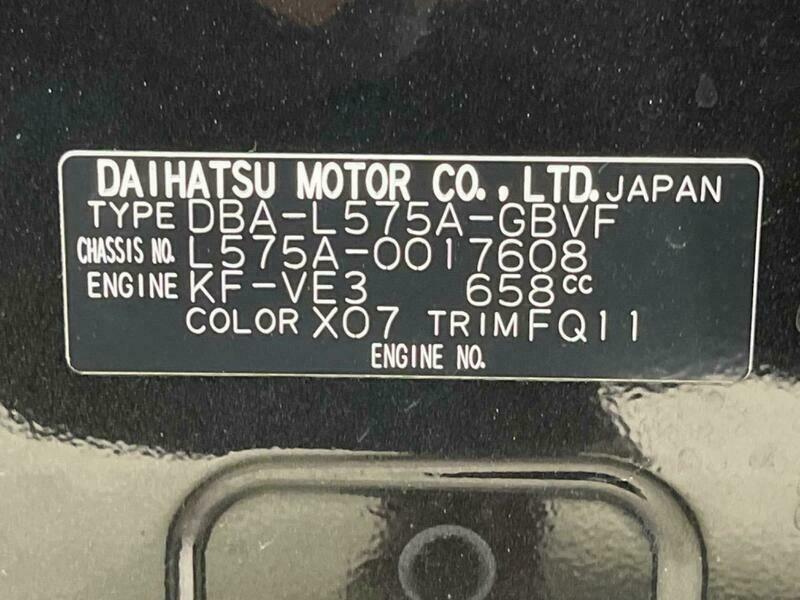 DAIHATSU MOTOR CO., LTD. JAPAN
TYPE DBA-L575A-GBVF
CHASSIS NO. L575A-0017608
ENGINE KF-VE3 658cc
COLOR X07 TRIM FQ11
ENGINE NO.